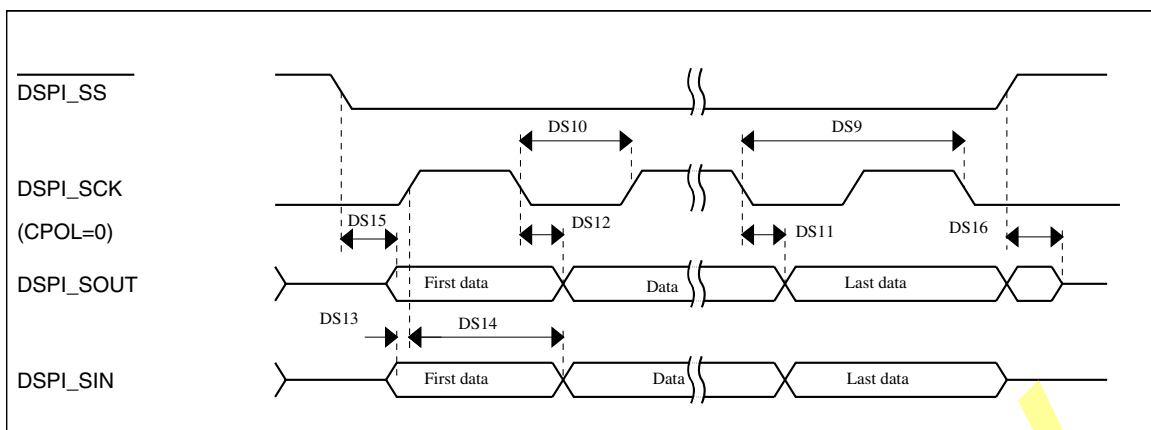 DSPI_SS
DS10
DS9
DSPI_SCK
DS15
DS12
DS11
DS16
(CPOL=0)
DSPI_SOUT
First data
Data
Last data
DS13
DS14
DSPI_SIN
First data
Data
Last data